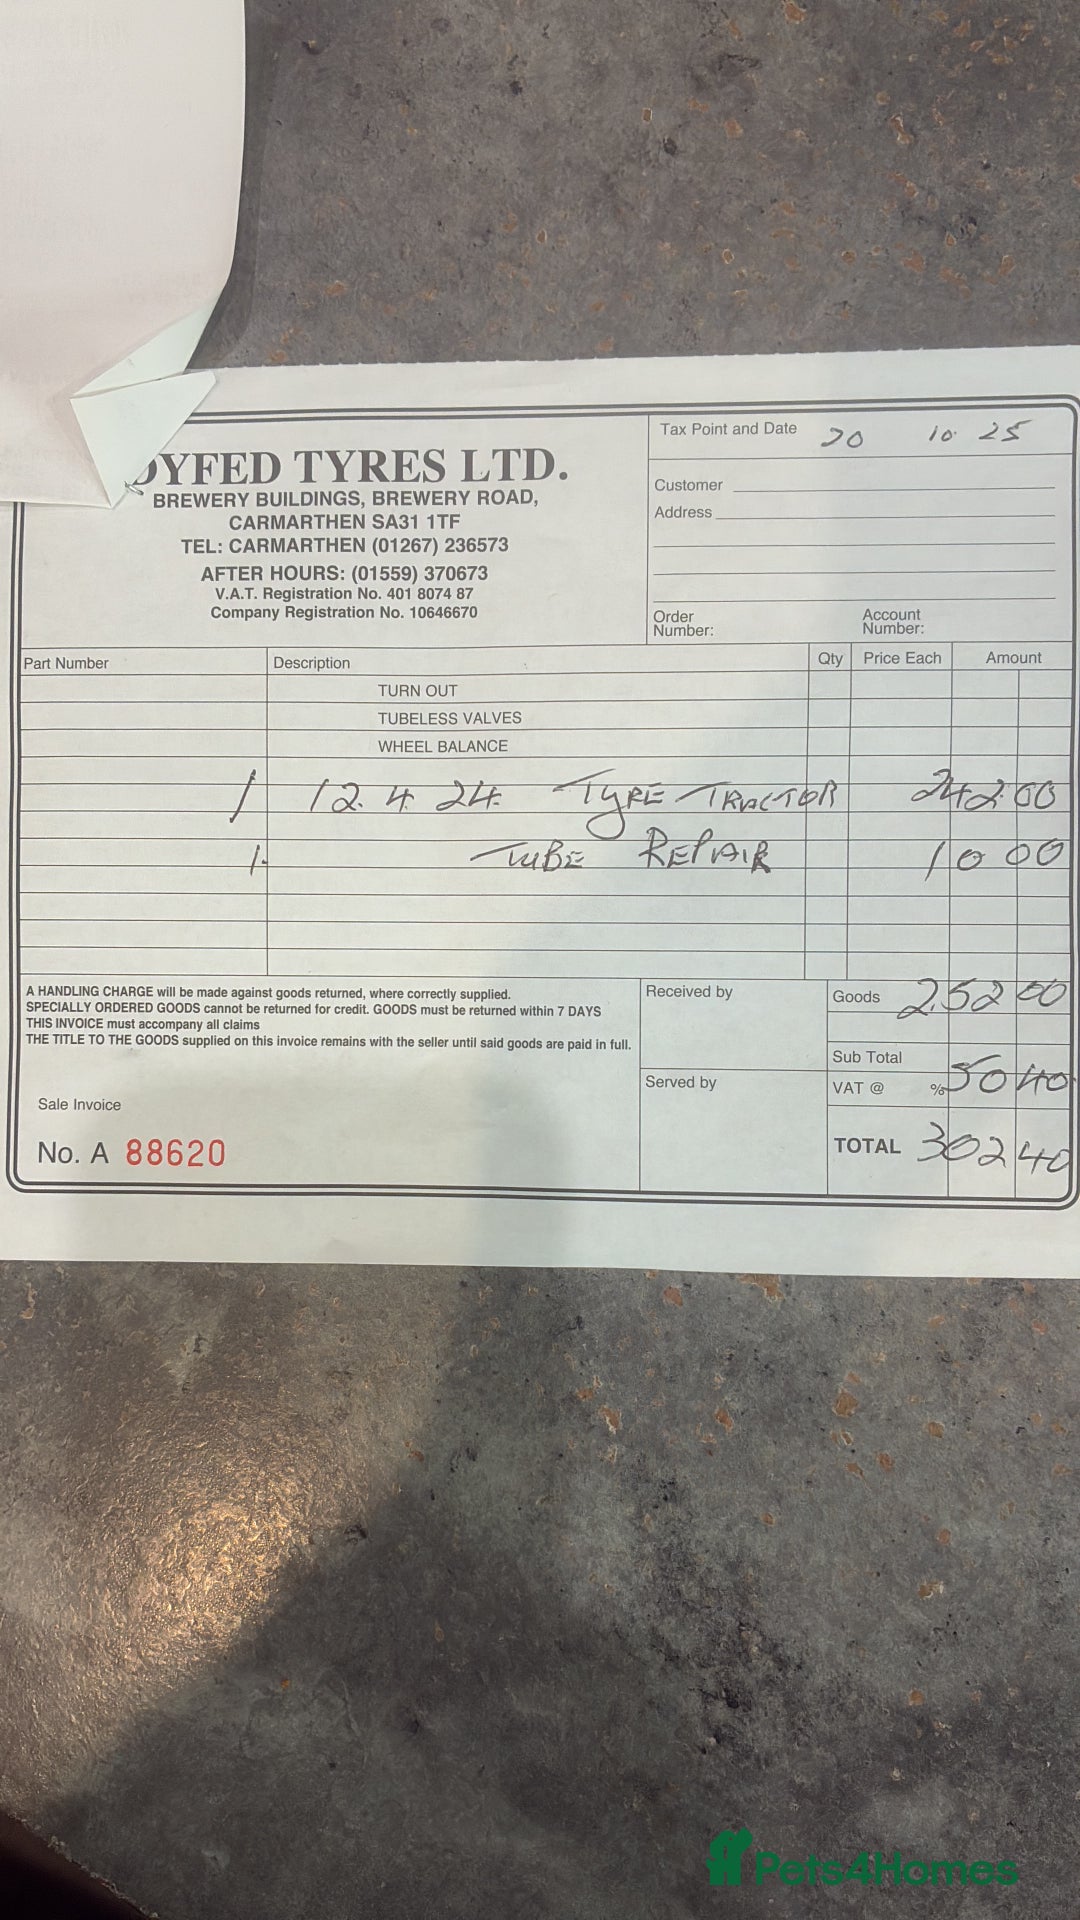 DYFED TYRES LTD.
BREWERY BUILDINGS, BREWERY ROAD,
CARMARTHEN SA31 1TF
TEL: CARMARTHEN (01267) 236573
AFTER HOURS: (01559) 370673
V.A.T. Registration No. 401 8074 87
Company Registration No. 10646670
Tax Point and Date 20 10 25
Customer
Address
Order Number:
Account Number:
Part Number Description Qty Price Each Amount
TURN OUT
TUBELESS VALVES
WHEEL BALANCE
1 12.4.24. TYRE TRACTOR 242.00
1. TUBE REPAIR 10 00
A HANDLING CHARGE will be made against goods returned, where correctly supplied.
SPECIALLY ORDERED GOODS cannot be returned for credit. GOODS must be returned within 7 DAYS
THIS INVOICE must accompany all claims
THE TITLE TO THE GOODS supplied on this invoice remains with the seller until said goods are paid in full.
Sale Invoice
No. A 88620
Received by
Served by
Goods 252 00
Sub Total
VAT @ % 50 40
TOTAL 302 40
Pets4Homes